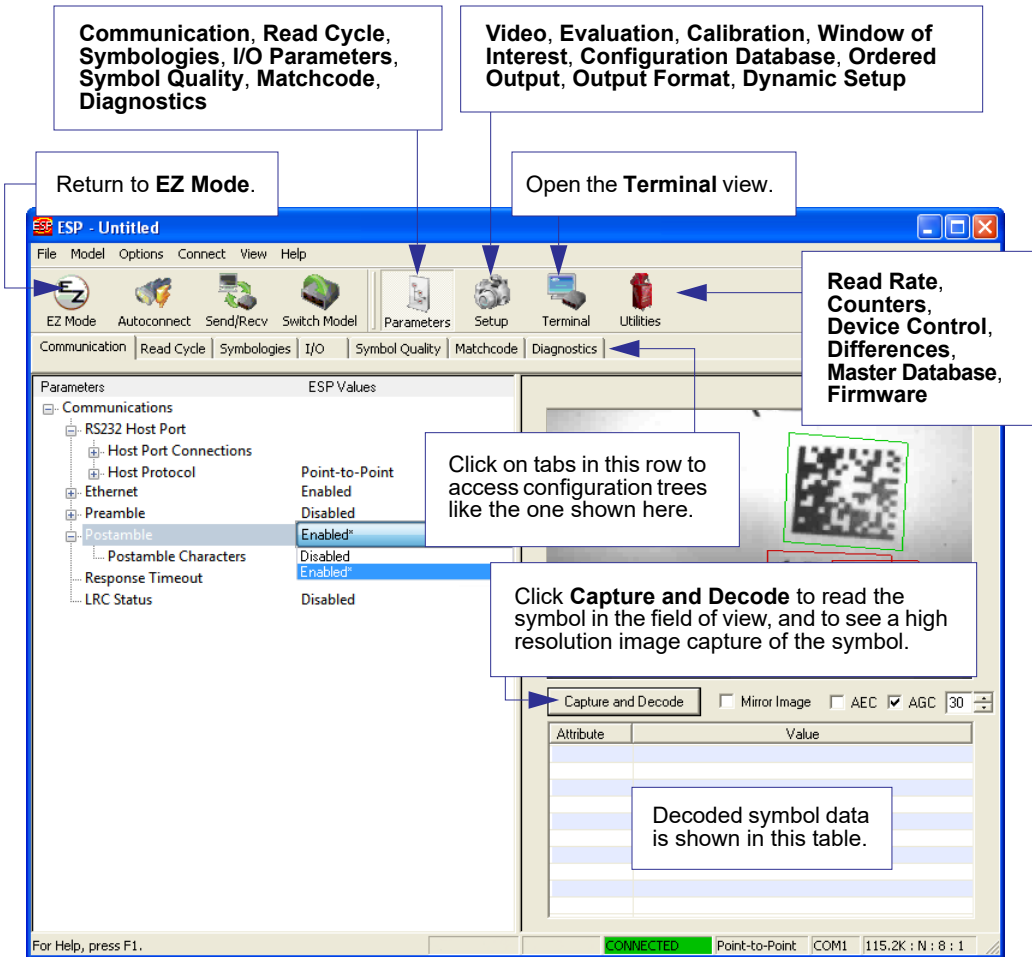 Communication, Read Cycle,
Symbologies, I/O Parameters,
Symbol Quality, Matchcode,
Diagnostics
Video, Evaluation, Calibration, Window of
Interest, Configuration Database, Ordered
Output, Output Format, Dynamic Setup
Return to EZ Mode.
Open the Terminal view.
ESP - Untitled
File Model Options Connect View Help
EZ Mode Autoconnect Send/Recv Switch Model Parameters Setup Terminal Utilities
Read Rate,
Counters,
Device Control,
Differences,
Master Database,
Firmware
Communication Read Cycle Symbologies I/O Symbol Quality Matchcode Diagnostics
Parameters ESP Values
Communications
RS232 Host Port
Host Port Connections
Host Protocol Point-to-Point
Ethernet Enabled
Preamble Disabled
Postamble Enabled*
Postamble Characters Disabled
Enabled*
Response Timeout
LRC Status Disabled
Click on tabs in this row to
access configuration trees
like the one shown here.
Click Capture and Decode to read the
symbol in the field of view, and to see a high
resolution image capture of the symbol.
Capture and Decode Mirror Image AEC AGC 30
Attribute Value
Decoded symbol data
is shown in this table.
For Help, press F1. CONNECTED Point-to-Point COM1 115.2K : N : 8 : 1